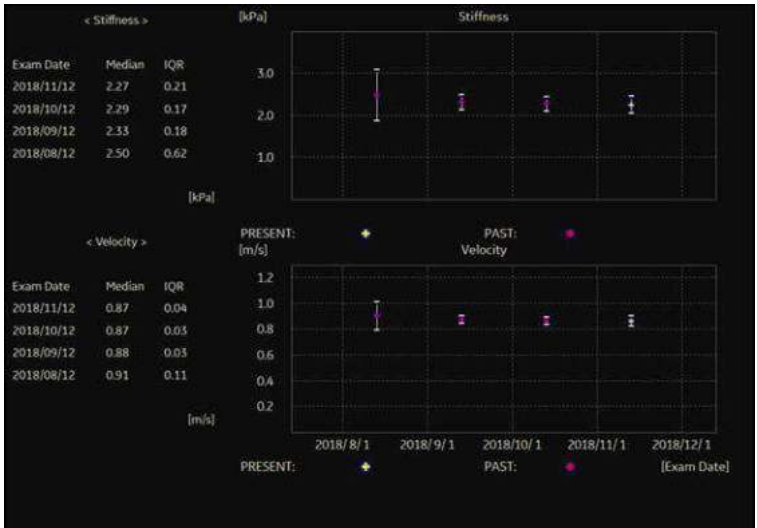 < Stiffness >
Exam Date Median IQR
2018/11/12 2.27 0.21
2018/10/12 2.29 0.17
2018/09/12 2.33 0.18
2018/08/12 2.50 0.62
[kPa]
[kPa] Stiffness
3.0
2.0
1.0
PRESENT: PAST:
< Velocity >
Exam Date Median IQR
2018/11/12 0.87 0.04
2018/10/12 0.87 0.03
2018/09/12 0.88 0.03
2018/08/12 0.91 0.11
[m/s]
[m/s] Velocity
1.2
1.0
0.8
0.6
0.4
0.2
2018/ 8/ 1 2018/ 9/ 1 2018/10/ 1 2018/11/ 1 2018/12/ 1
PRESENT: PAST: [Exam Date]